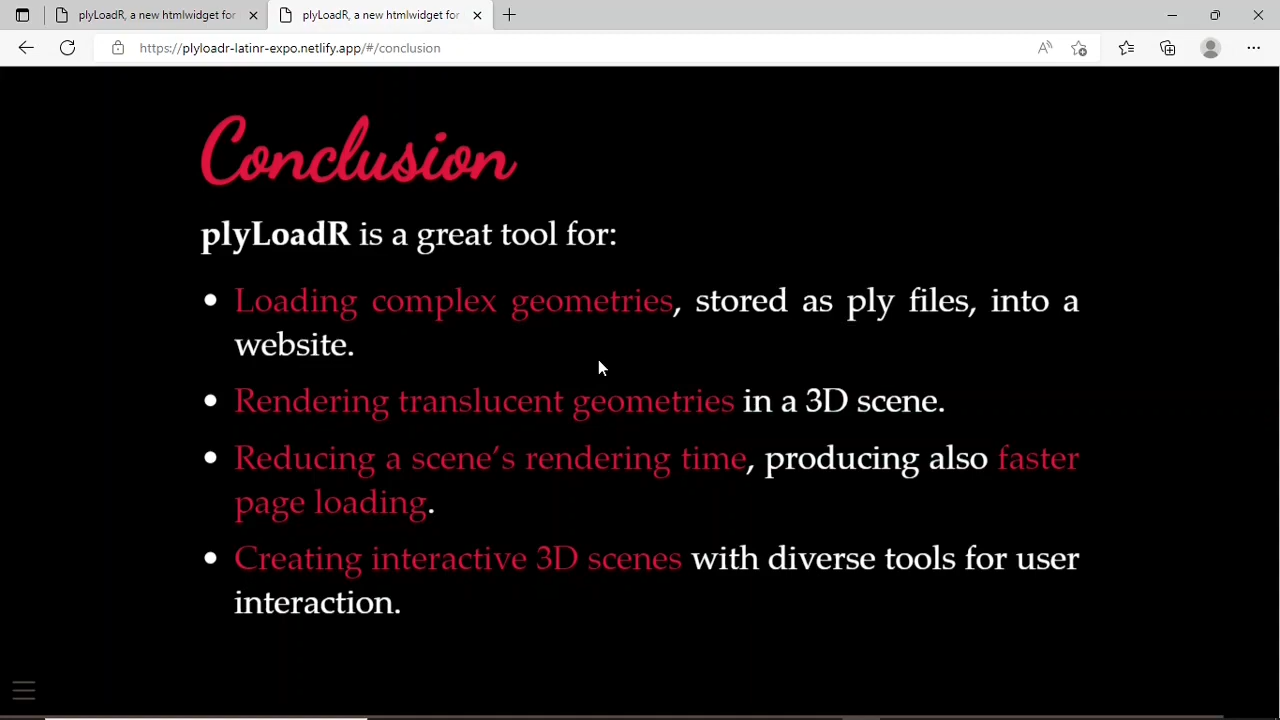 plyLoadR, a new htmlwidget for
plyLoadR, a new htmlwidget for
https://plyloadr-latinr-expo.netlify.app/#/conclusion
Conclusion
plyLoadR is a great tool for:
• Loading complex geometries, stored as ply files, into a
website.
• Rendering translucent geometries in a 3D scene.
• Reducing a scene’s rendering time, producing also faster
page loading.
• Creating interactive 3D scenes with diverse tools for user
interaction.